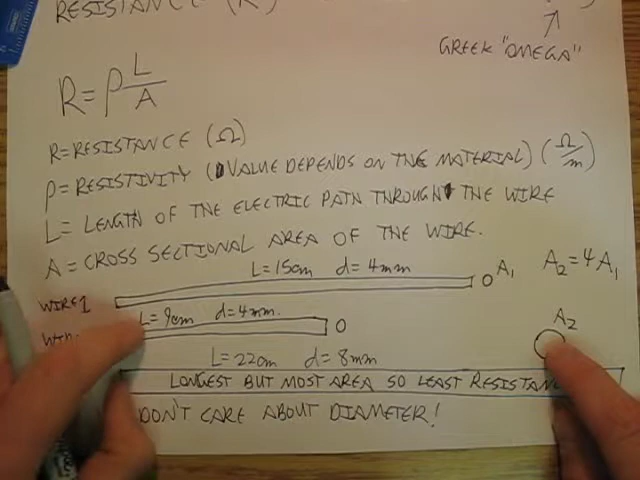 RESISTANCE (R)
GREEK "OMEGA"
R=ρ L/A
R=RESISTANCE (Ω)
ρ=RESISTIVITY (VALUE DEPENDS ON THE MATERIAL) (Ω/m)
L= LENGTH OF THE ELECTRIC PATH THROUGH THE WIRE
A= CROSS SECTIONAL AREA OF THE WIRE.
L=15cm d=4mm A1 A2=4A1
WIRE1
L=9cm d=4mm. A2
L=22cm d=8mm
LONGEST BUT MOST AREA SO LEAST
DON'T CARE ABOUT DIAMETER!